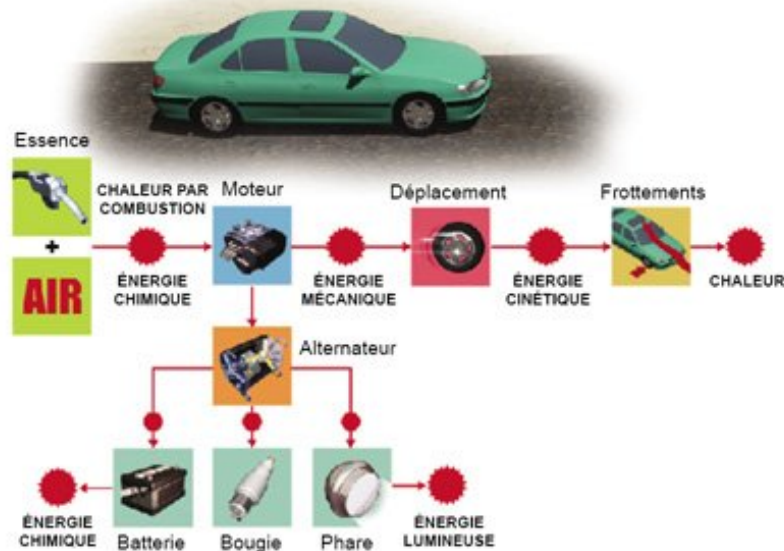 Essence
CHALEUR PAR
COMBUSTION
Moteur
Déplacement
Frottements
+
AIR
ÉNERGIE
CHIMIQUE
ÉNERGIE
MÉCANIQUE
ÉNERGIE
CINÉTIQUE
CHALEUR
Alternateur
ÉNERGIE
CHIMIQUE
Batterie
Bougie
Phare
ÉNERGIE
LUMINEUSE